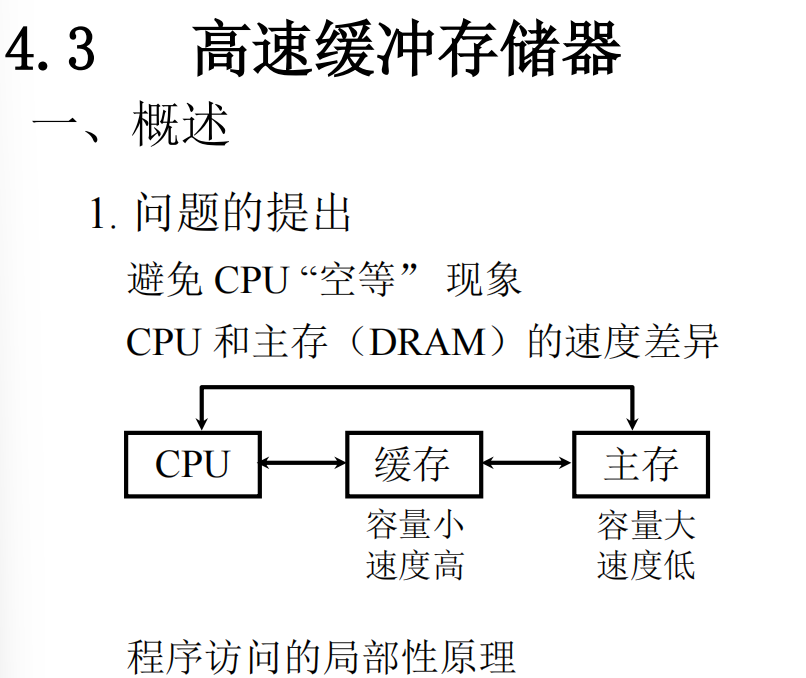 4.3 高速缓冲存储器
一、概述
1. 问题的提出
避免 CPU “空等” 现象
CPU 和主存（DRAM）的速度差异
CPU 缓存 主存
容量小 容量大
速度高 速度低
程序访问的局部性原理